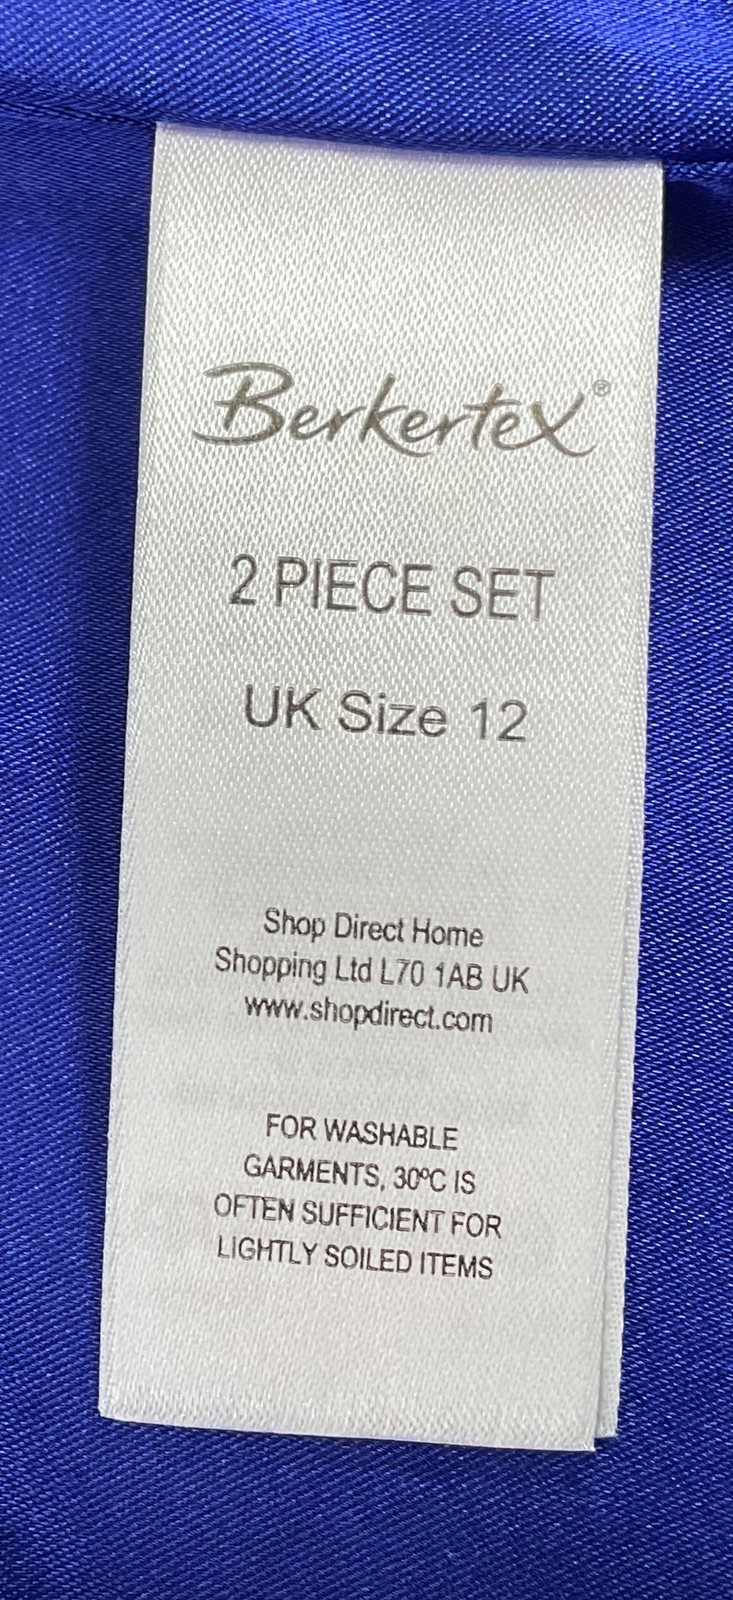 Berkertex®
2 PIECE SET
UK Size 12
Shop Direct Home
Shopping Ltd L70 1AB UK
www.shopdirect.com
FOR WASHABLE
GARMENTS, 30ºC IS
OFTEN SUFFICIENT FOR
LIGHTLY SOILED ITEMS